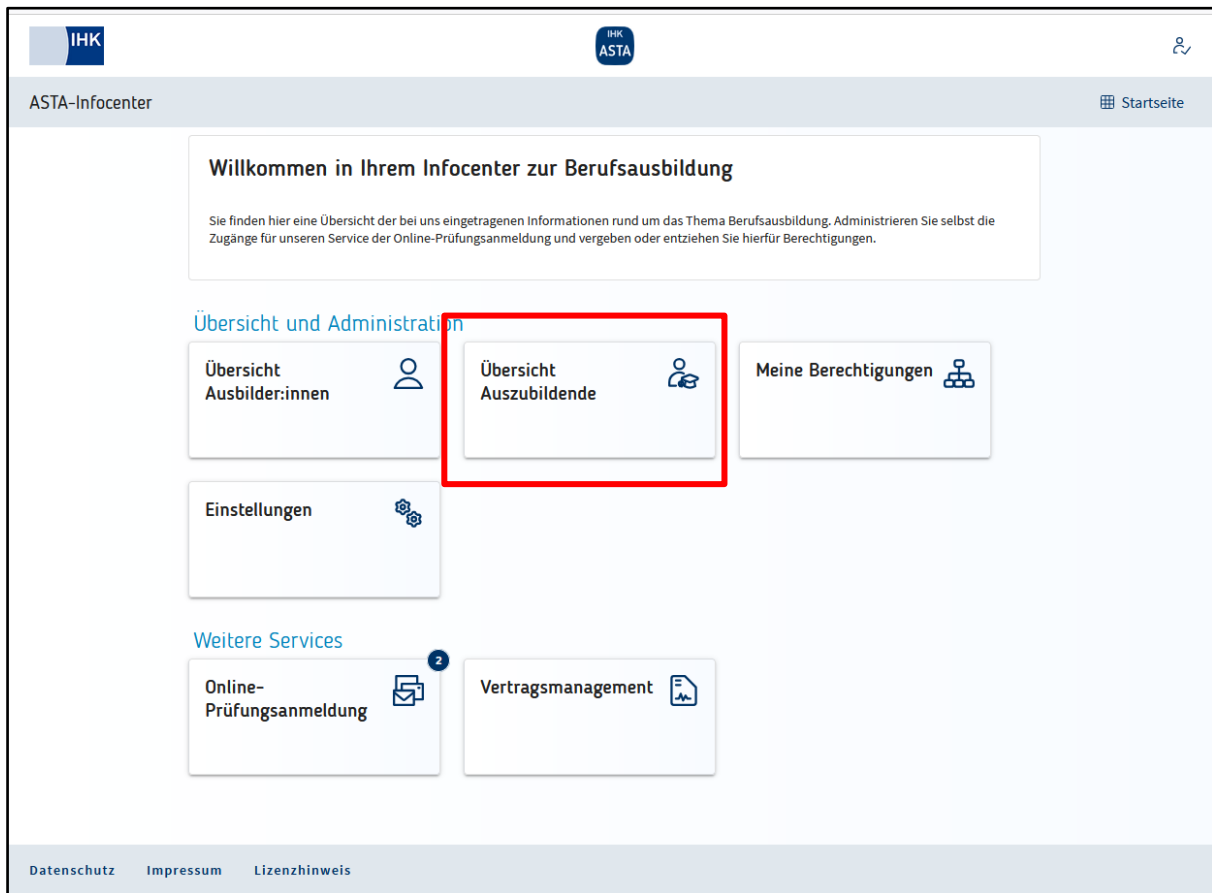 IHK
IHK
ASTA
ASTA-Infocenter
Startseite
Willkommen in Ihrem Infocenter zur Berufsausbildung
Sie finden hier eine Übersicht der bei uns eingetragenen Informationen rund um das Thema Berufsausbildung. Administrieren Sie selbst die
Zugänge für unseren Service der Online-Prüfungsanmeldung und vergeben oder entziehen Sie hierfür Berechtigungen.
Übersicht und Administration
Übersicht
Ausbilder:innen
Übersicht
Auszubildende
Meine Berechtigungen
Einstellungen
Weitere Services
2
Online-
Prüfungsanmeldung
Vertragsmanagement
Datenschutz Impressum Lizenzhinweis